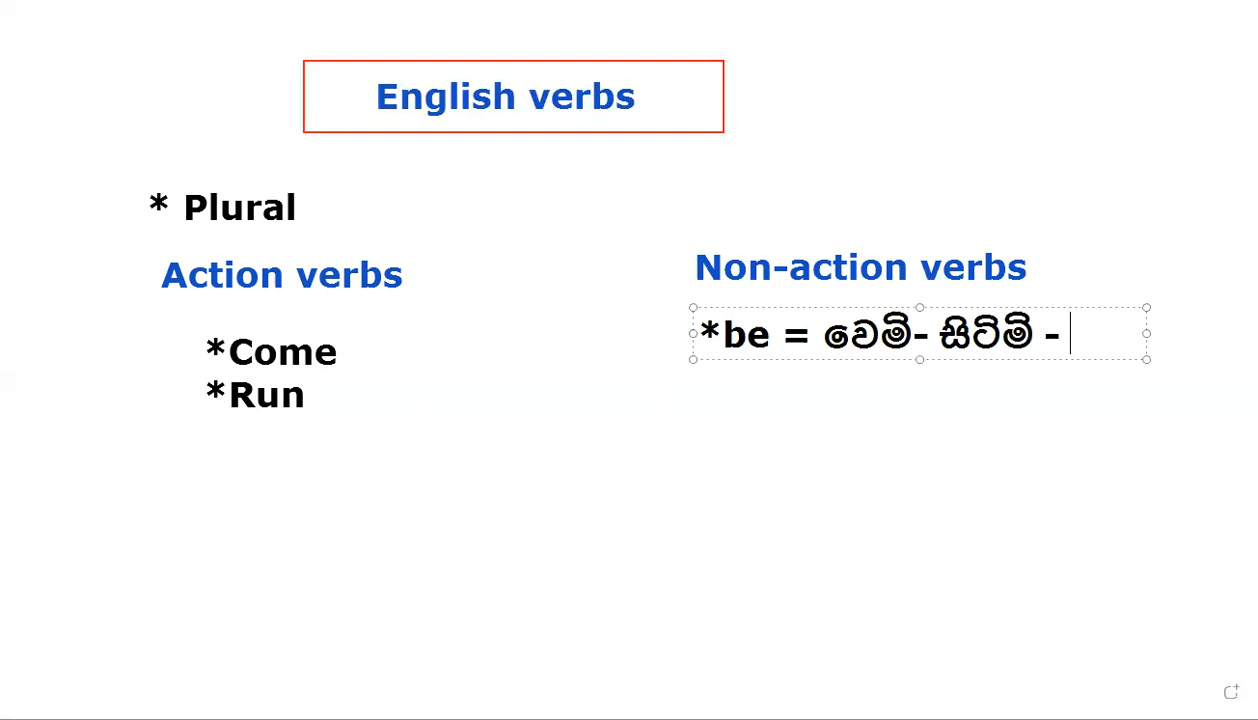 English verbs
* Plural
Action verbs
*Come
*Run
Non-action verbs
*be = වෙමි- සිටිමි -